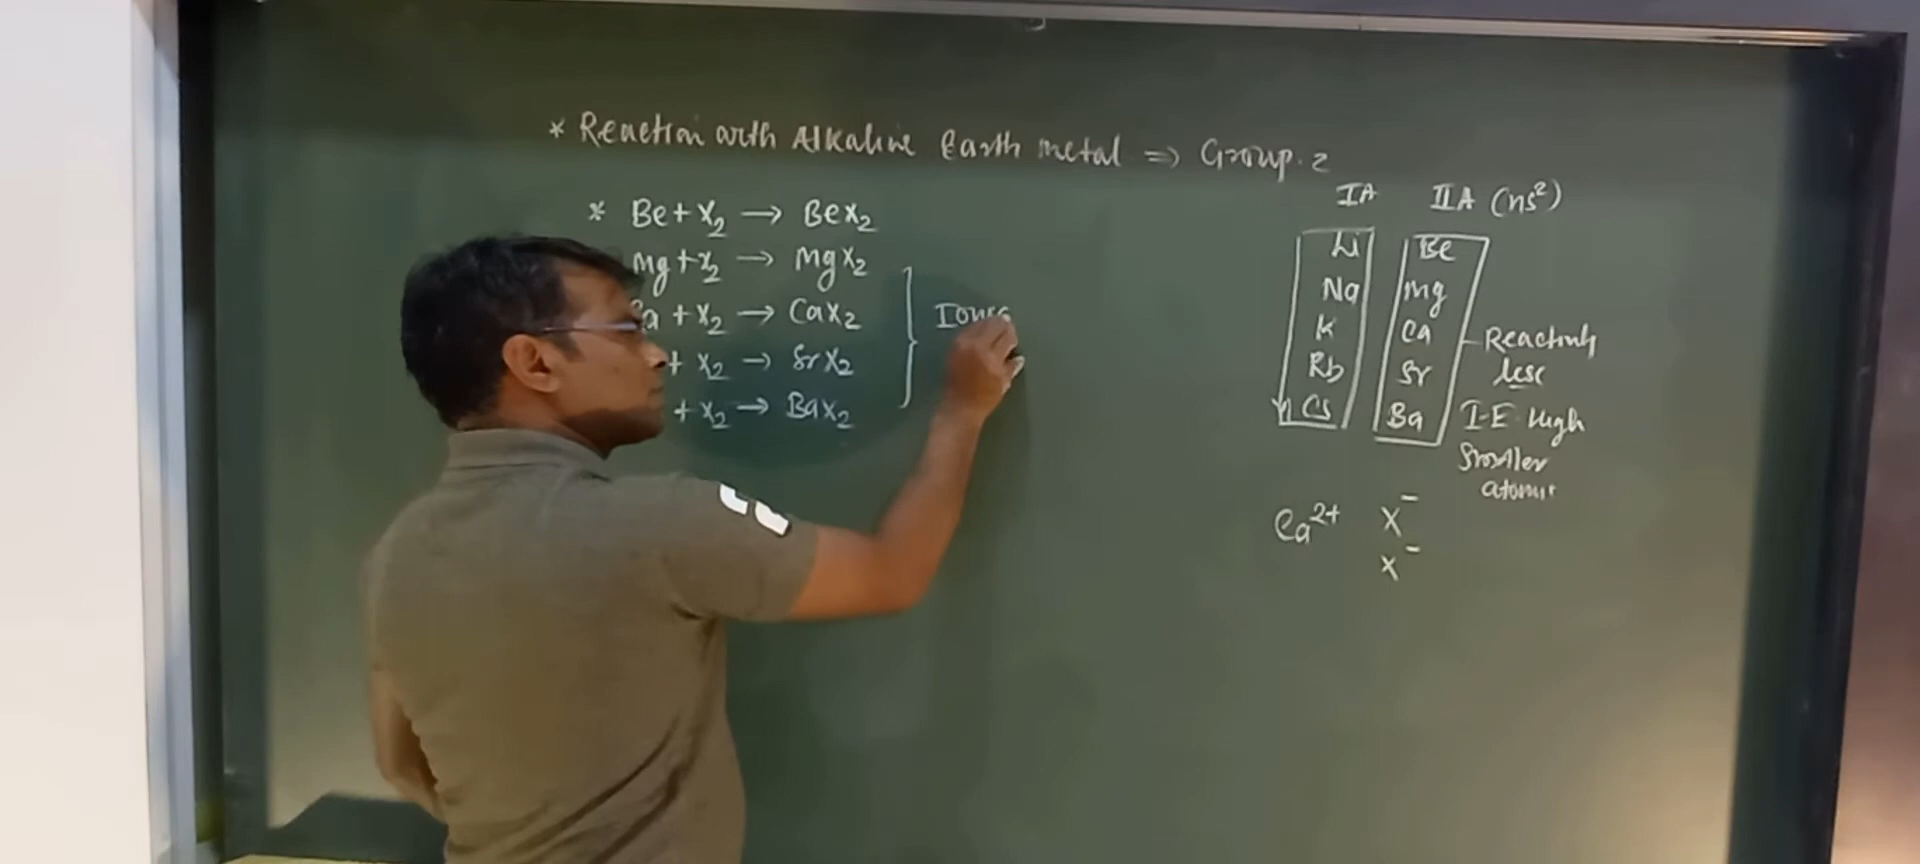 * Reaction with Alkaline Earth metal ⇒ Group. 2
* Be + X₂ → BeX₂
Mg + X₂ → MgX₂
a + X₂ → CaX₂
+ X₂ → SrX₂
+ X₂ → BaX₂
Ionic
IA IIA (ns²)
Li Be
Na Mg
K Ca
Rb Sr
Cs Ba
Reactivity
less
I-E high
Smaller
atomic
Ca²⁺ X⁻
X⁻